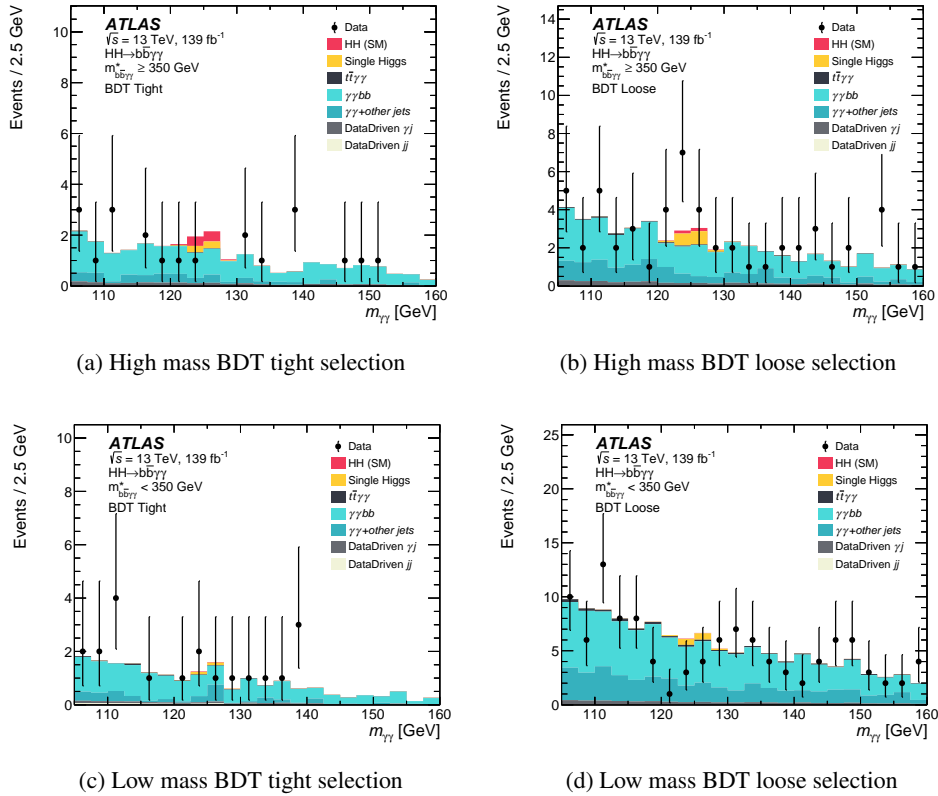 Events / 2.5 GeV
10
8
6
4
2
0
ATLAS
√s = 13 TeV, 139 fb⁻¹
HH→bb̄γγ
m*bb̄γγ ≥ 350 GeV
BDT Tight
Data
HH (SM)
Single Higgs
tt̄γγ
γγbb
γγ+other jets
DataDriven γj
DataDriven jj
110 120 130 140 150 160
mγγ [GeV]
(a) High mass BDT tight selection
Events / 2.5 GeV
14
12
10
8
6
4
2
0
ATLAS
√s = 13 TeV, 139 fb⁻¹
HH→bb̄γγ
m*bb̄γγ ≥ 350 GeV
BDT Loose
Data
HH (SM)
Single Higgs
tt̄γγ
γγbb
γγ+other jets
DataDriven γj
DataDriven jj
110 120 130 140 150 160
mγγ [GeV]
(b) High mass BDT loose selection
Events / 2.5 GeV
10
8
6
4
2
0
ATLAS
√s = 13 TeV, 139 fb⁻¹
HH→bb̄γγ
m*bb̄γγ < 350 GeV
BDT Tight
Data
HH (SM)
Single Higgs
tt̄γγ
γγbb
γγ+other jets
DataDriven γj
DataDriven jj
110 120 130 140 150 160
mγγ [GeV]
(c) Low mass BDT tight selection
Events / 2.5 GeV
25
20
15
10
5
0
ATLAS
√s = 13 TeV, 139 fb⁻¹
HH→bb̄γγ
m*bb̄γγ < 350 GeV
BDT Loose
Data
HH (SM)
Single Higgs
tt̄γγ
γγbb
γγ+other jets
DataDriven γj
DataDriven jj
110 120 130 140 150 160
mγγ [GeV]
(d) Low mass BDT loose selection